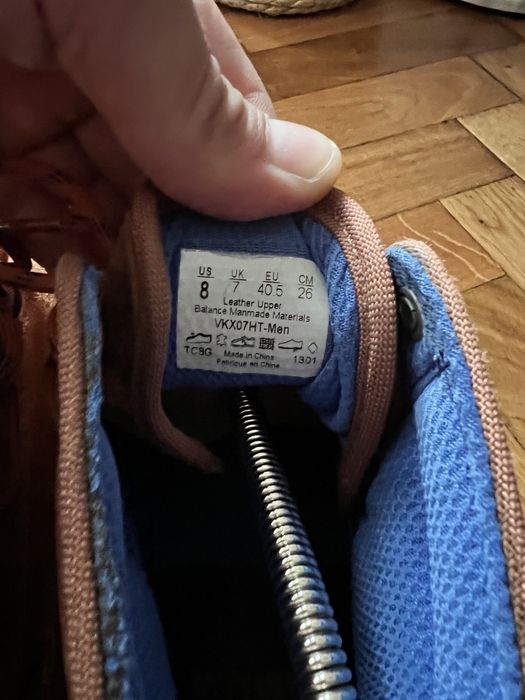 US UK EU CM
8 7 40.5 26
Leather Upper
Balance Manmade Materials
VKX07HT-Men
TC9G 1301
Made in China
Fabriqué en Chine